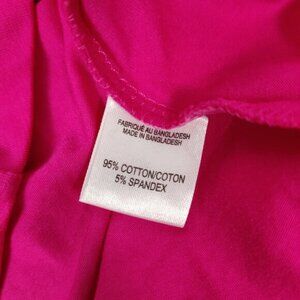 FABRIQUÉ AU BANGLADESH
MADE IN BANGLADESH
95% COTTON/COTON
5% SPANDEX